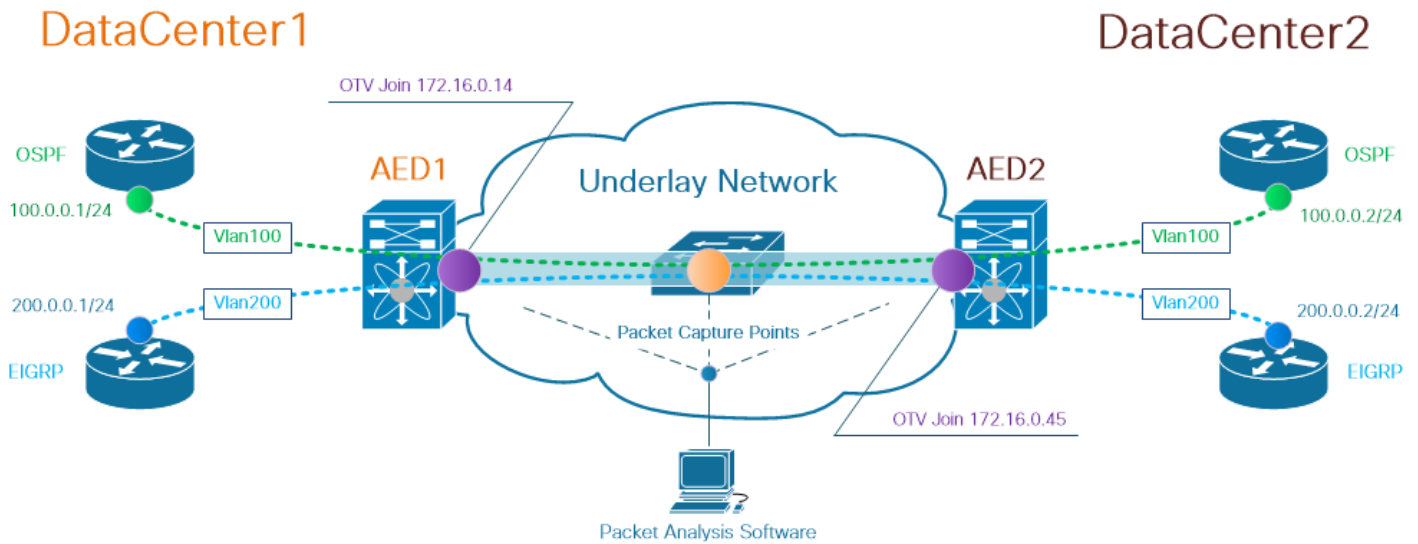 DataCenter1
DataCenter2
OTV Join 172.16.0.14
OSPF
AED1
Underlay Network
AED2
OSPF
100.0.0.1/24
Vlan100
Vlan100
100.0.0.2/24
200.0.0.1/24
Vlan200
Vlan200
200.0.0.2/24
Packet Capture Points
EIGRP
EIGRP
OTV Join 172.16.0.45
Packet Analysis Software